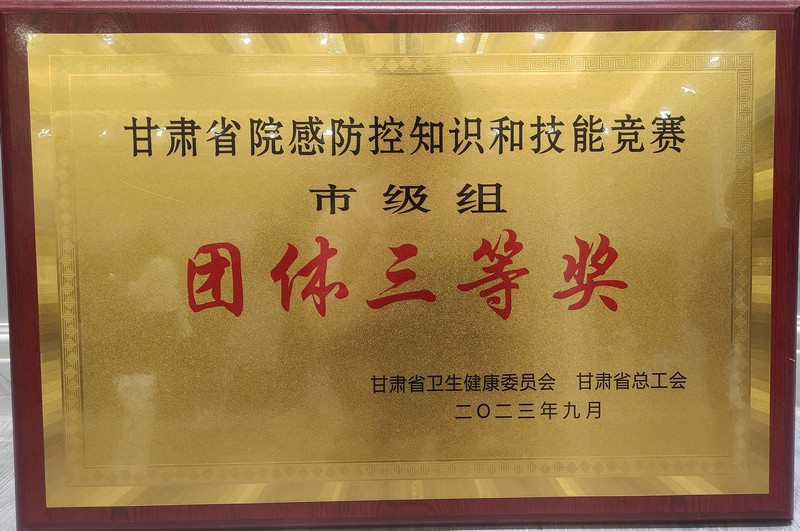 甘肃省院感防控知识和技能竞赛
市级组
团体三等奖
甘肃省卫生健康委员会 甘肃省总工会
二〇二三年九月